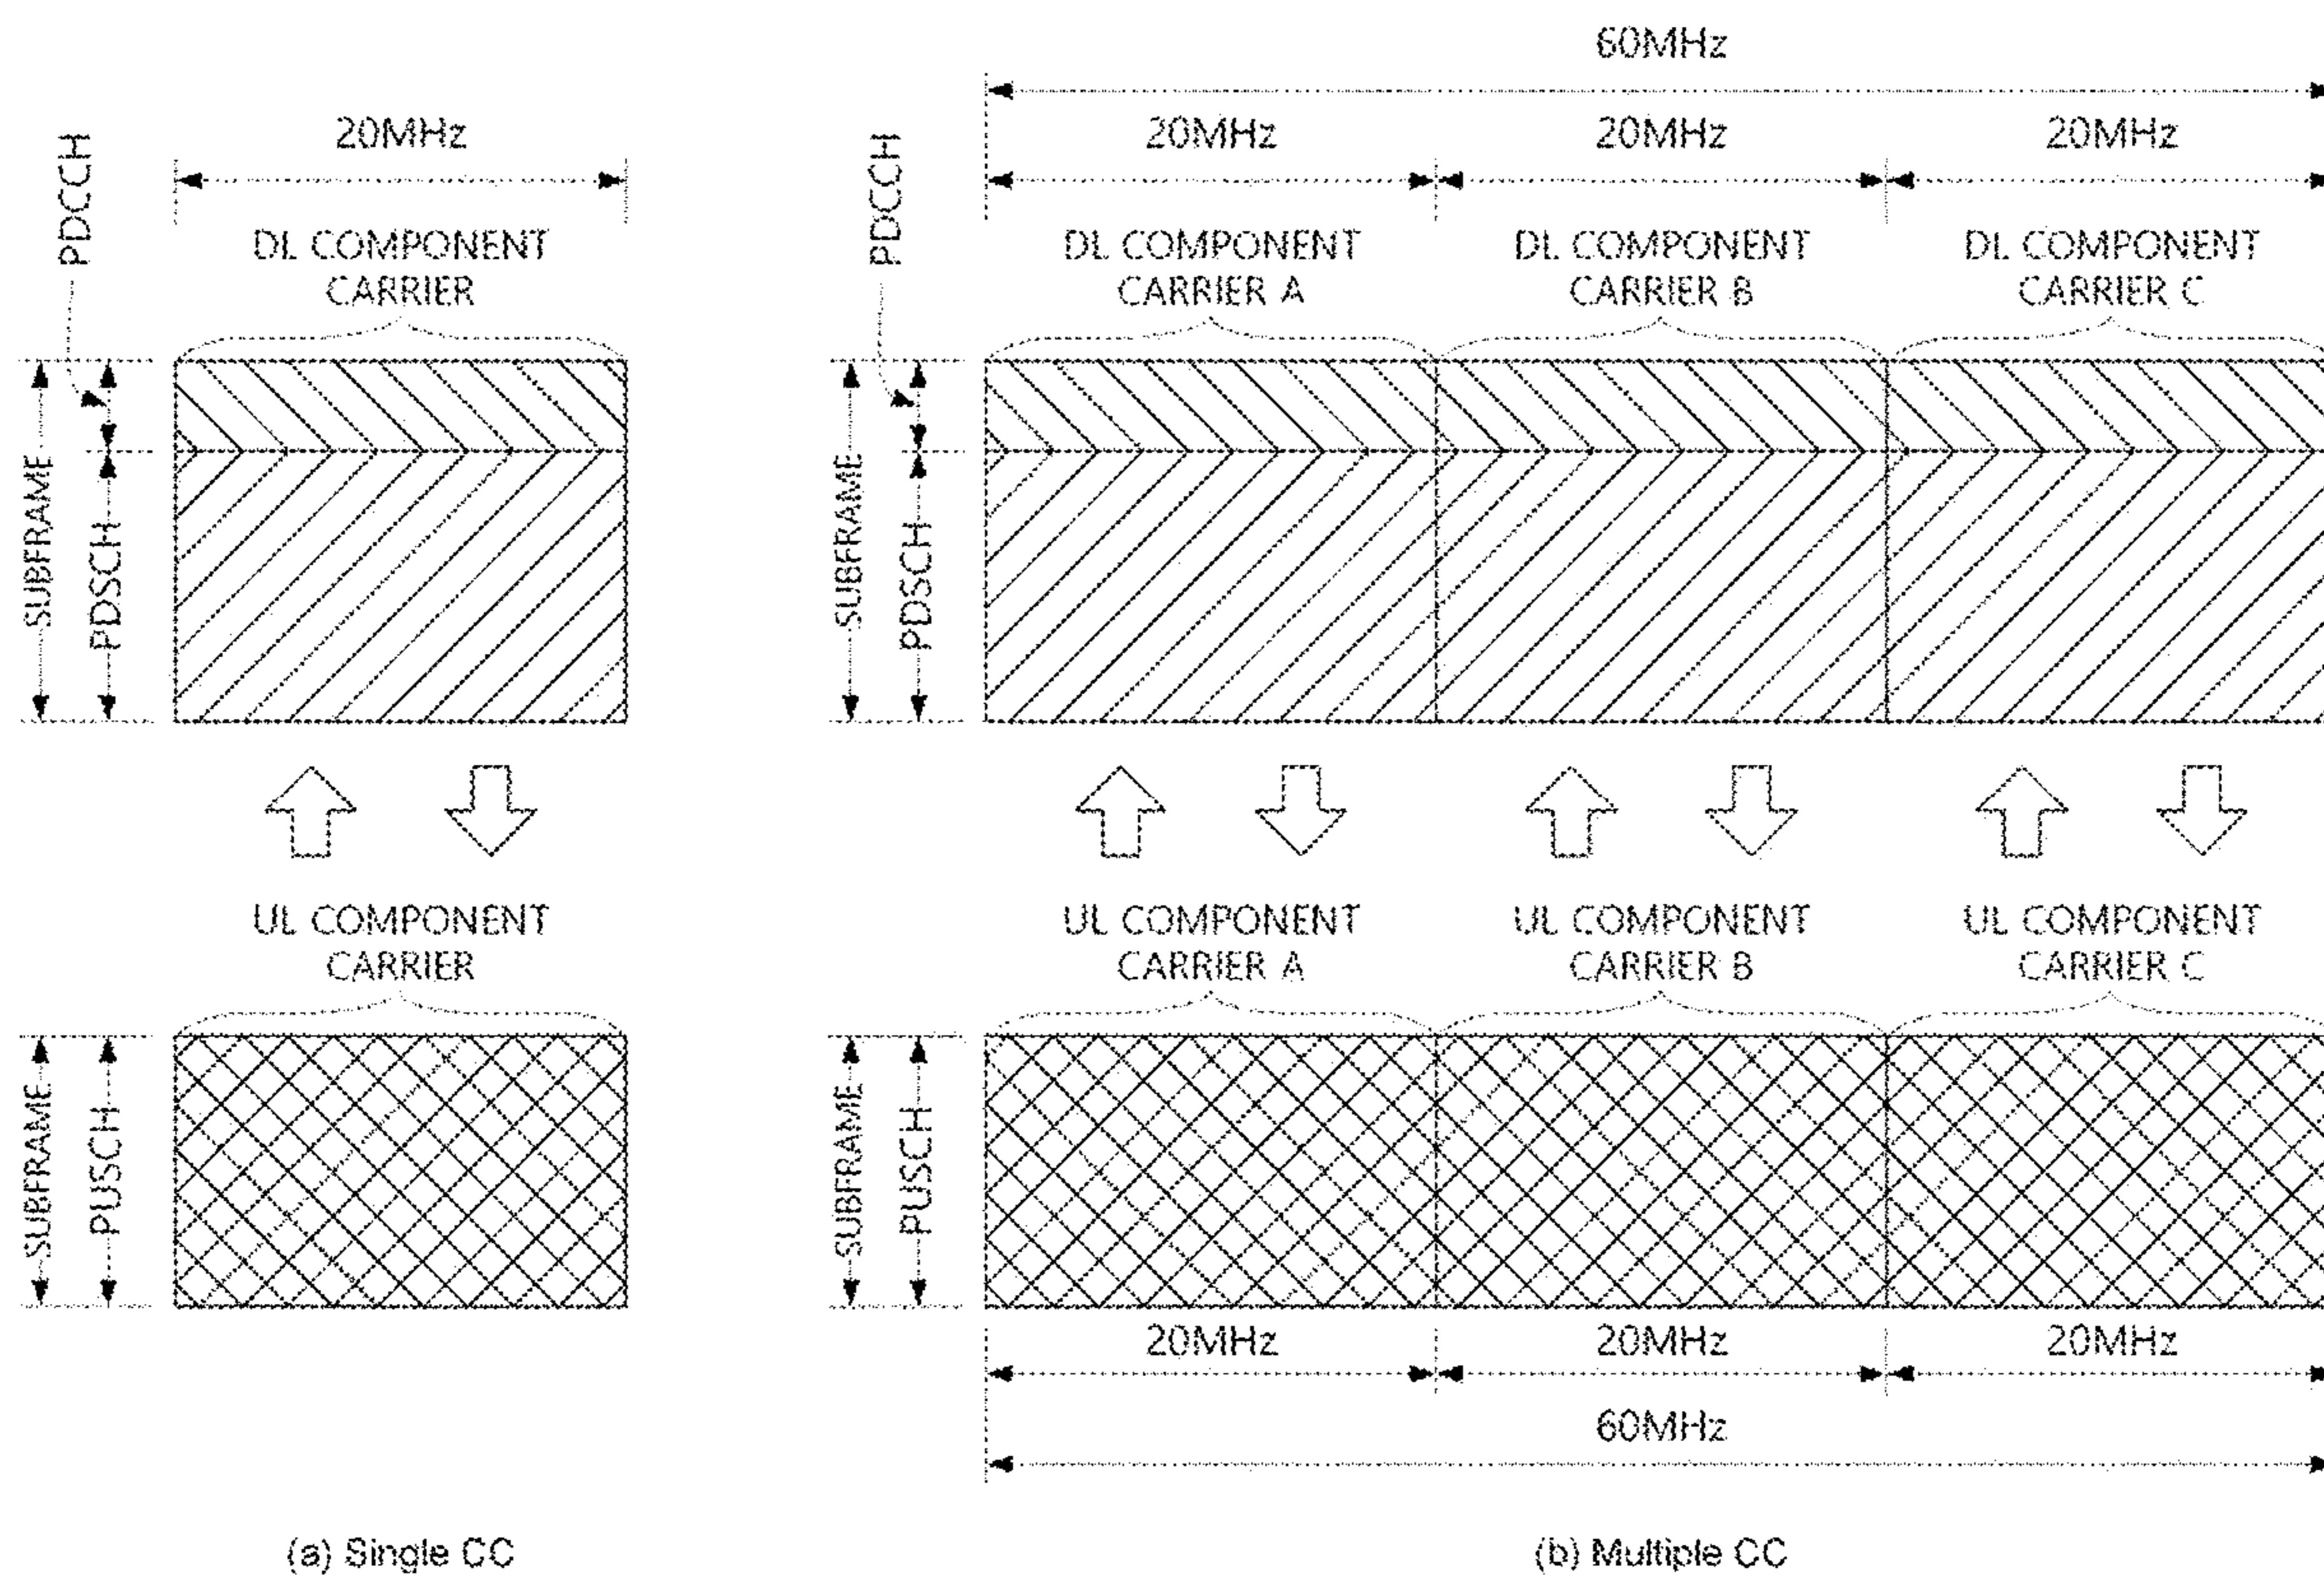 60MHz
20MHz
20MHz
20MHz
20MHz
PDCCH
PDCCH
DL COMPONENT
CARRIER
DL COMPONENT
CARRIER A
DL COMPONENT
CARRIER B
DL COMPONENT
CARRIER C
SUBFRAME
PDSCH
SUBFRAME
PDSCH
UL COMPONENT
CARRIER
UL COMPONENT
CARRIER A
UL COMPONENT
CARRIER B
UL COMPONENT
CARRIER C
SUBFRAME
PUSCH
SUBFRAME
PUSCH
20MHz
20MHz
20MHz
60MHz
(a) Single CC
(b) Multiple CC